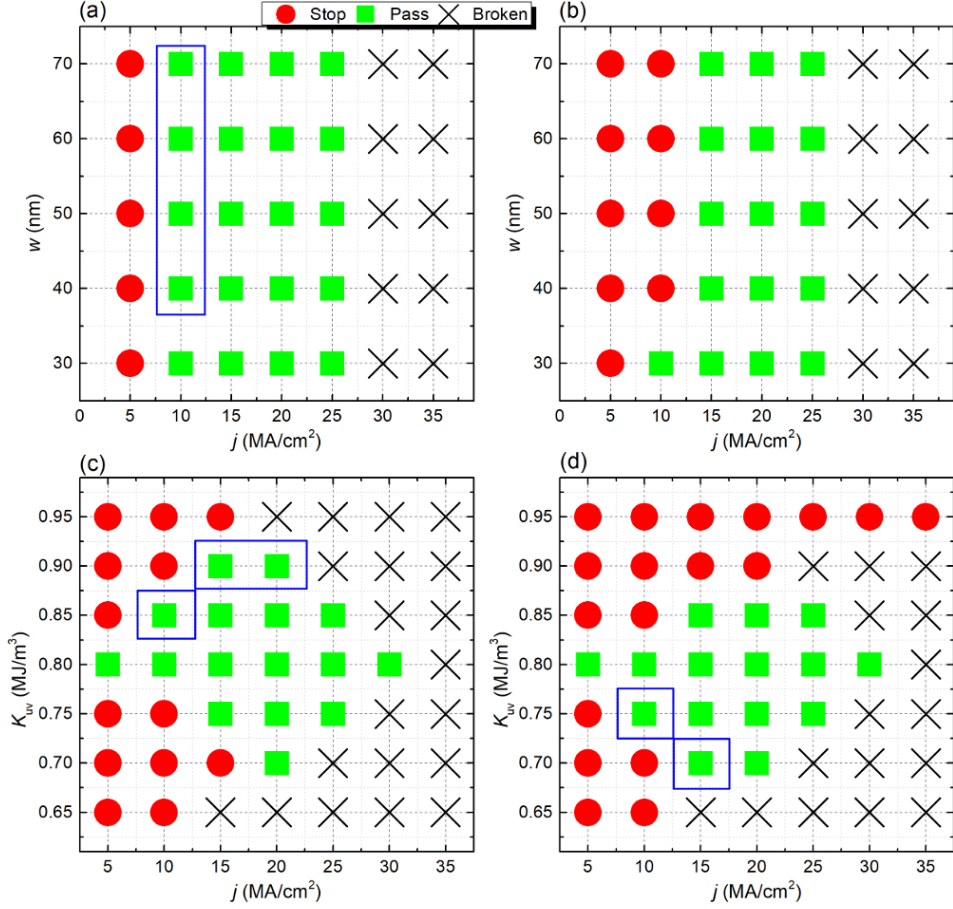 (a)
Stop Pass Broken
(b)
70
60
50
40
30
w (nm)
0 5 10 15 20 25 30 35
j (MA/cm²)
70
60
50
40
30
w (nm)
0 5 10 15 20 25 30 35
j (MA/cm²)
(c)
0.95
0.90
0.85
0.80
0.75
0.70
0.65
K_uv (MJ/m³)
5 10 15 20 25 30 35
j (MA/cm²)
(d)
0.95
0.90
0.85
0.80
0.75
0.70
0.65
K_uv (MJ/m³)
5 10 15 20 25 30 35
j (MA/cm²)